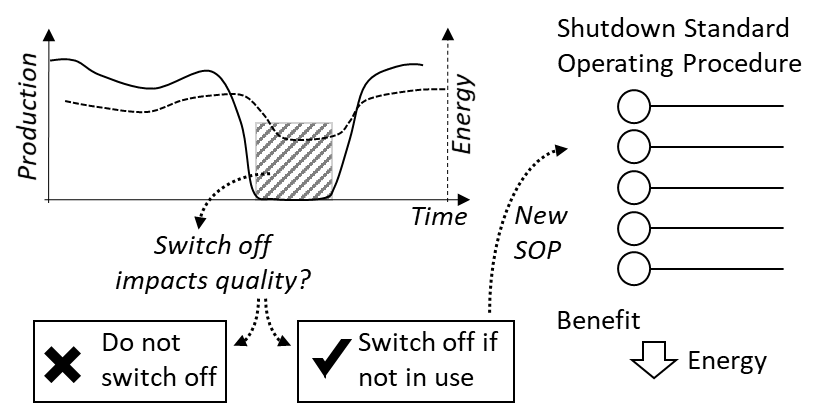 Shutdown Standard
Operating Procedure
Production
Energy
Time
Switch off
impacts quality?
New
SOP
Do not
switch off
Switch off if
not in use
Benefit
Energy